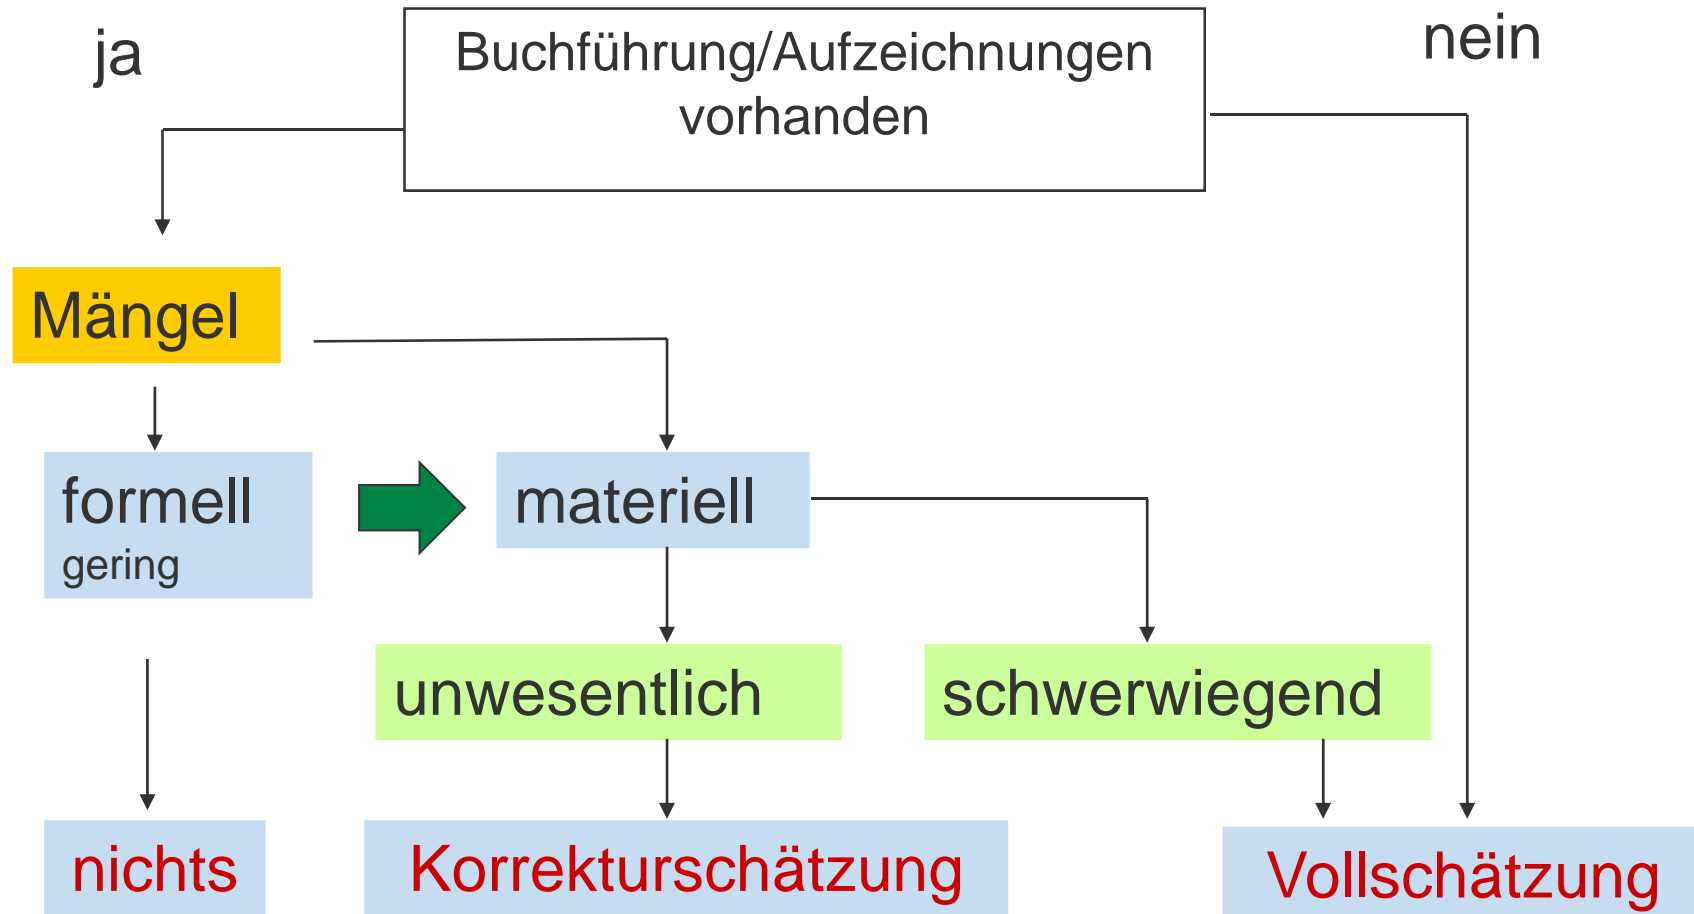 ja
Buchführung/Aufzeichnungen
vorhanden
nein
Mängel
formell
gering
materiell
unwesentlich
schwerwiegend
nichts
Korrekturschätzung
Vollschätzung